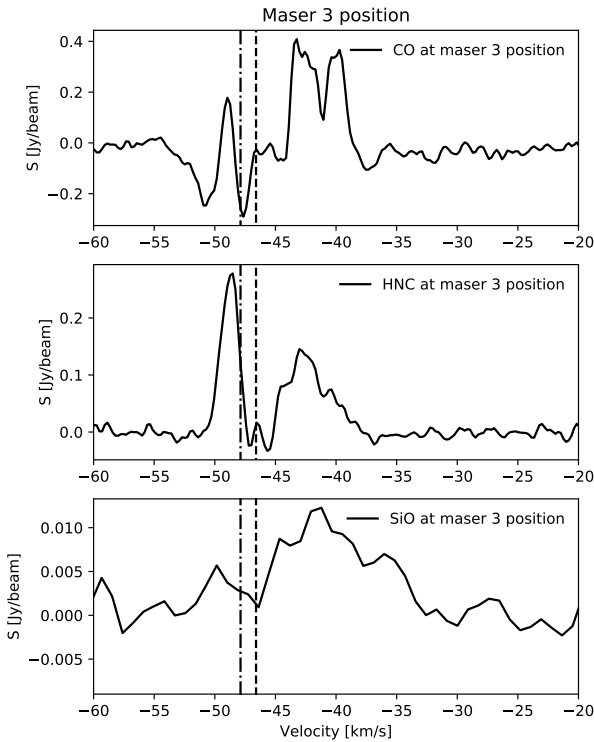 Maser 3 position
CO at maser 3 position
S [Jy/beam]
0.4
0.2
0.0
−0.2
−60 −55 −50 −45 −40 −35 −30 −25 −20
HNC at maser 3 position
S [Jy/beam]
0.2
0.1
0.0
−60 −55 −50 −45 −40 −35 −30 −25 −20
SiO at maser 3 position
S [Jy/beam]
0.010
0.005
0.000
−0.005
−60 −55 −50 −45 −40 −35 −30 −25 −20
Velocity [km/s]